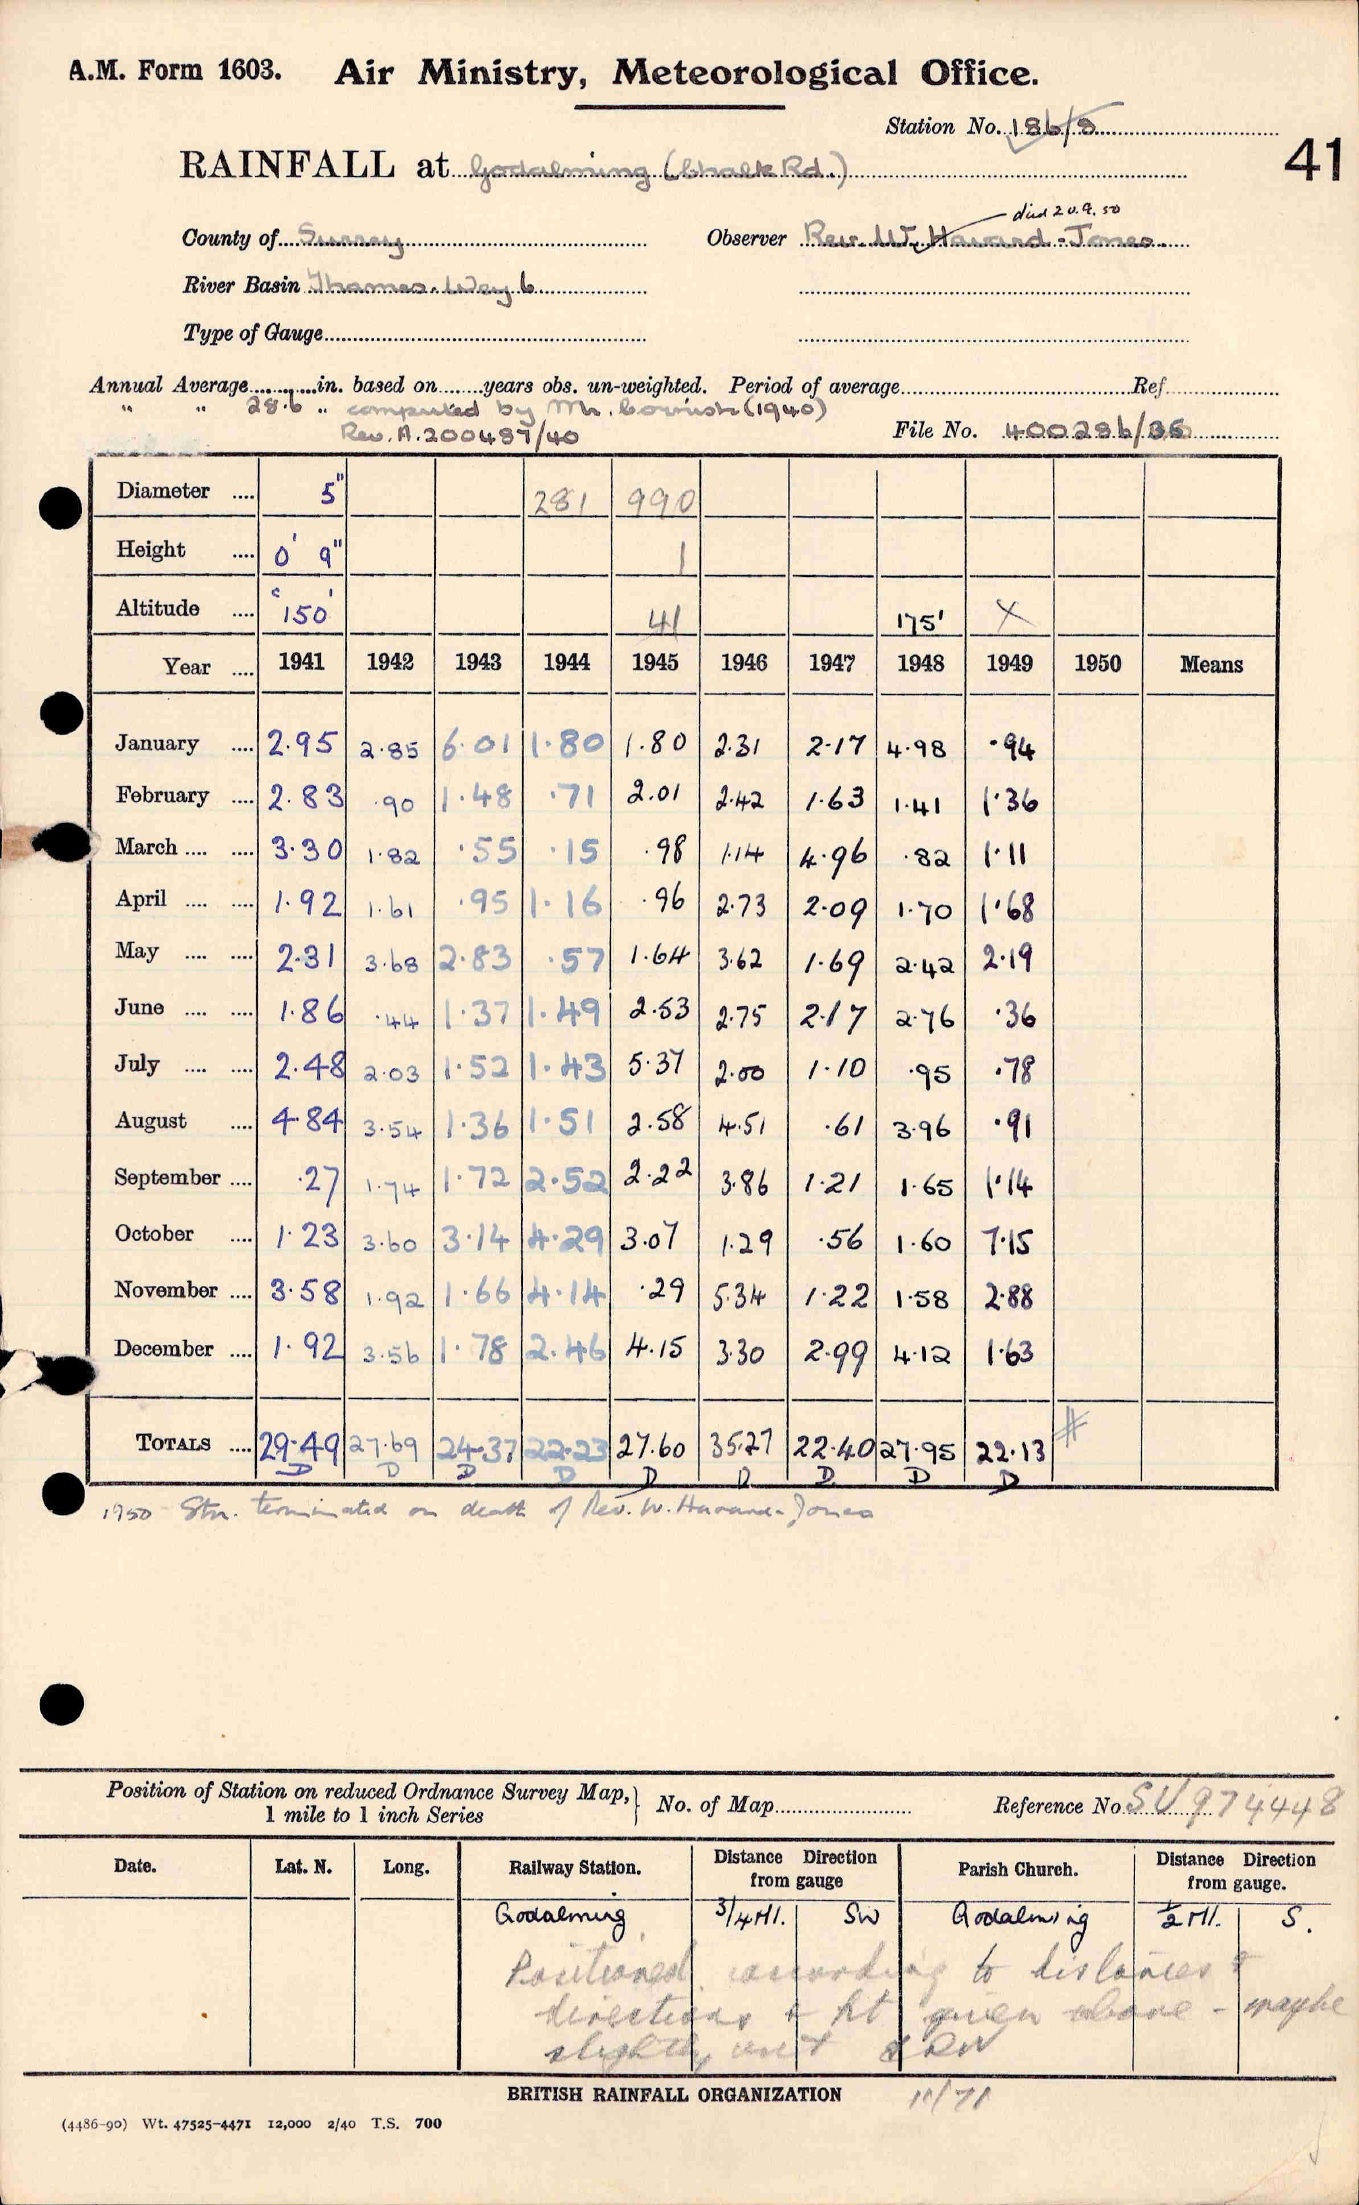 A.M. Form 1603. Air Ministry, Meteorological Office.
Station No. 186/9
41
RAINFALL at Godalming (Chalk Rd.)
died 20.9.50
County of Surrey Observer Rev. W. Havard-Jones.
River Basin Thames. Wey 6
Type of Gauge
Annual Average in. based on years obs. un-weighted. Period of average Ref.
" " 28.6 " computed by Mr. (1940)
Rev. A.200487/40 File No. 400286/36
Diameter .... 5" 281 990
Height .... 0' 9" 1
Altitude .... 150' 41 175' X
Year .... 1941 1942 1943 1944 1945 1946 1947 1948 1949 1950 Means
January .... 2.95 2.85 6.01 1.80 1.80 2.31 2.17 4.98 .94
February .... 2.83 .90 1.48 .71 2.01 2.42 1.63 1.41 1.36
March .... .... 3.30 1.82 .55 .15 .98 1.14 4.96 .82 1.11
April .... .... 1.92 1.61 .95 1.16 .96 2.73 2.09 1.70 1.68
May .... .... 2.31 3.68 2.83 .57 1.64 3.62 1.69 2.42 2.19
June .... .... 1.86 .44 1.37 1.49 2.53 2.75 2.17 2.76 .36
July .... .... 2.48 2.03 1.52 1.43 5.37 2.00 1.10 .95 .78
August .... 4.84 3.54 1.36 1.51 2.58 4.51 .61 3.96 .91
September .... .27 1.74 1.72 2.52 2.22 3.86 1.21 1.65 1.14
October .... 1.23 3.60 3.14 4.29 3.07 1.29 .56 1.60 7.15
November .... 3.58 1.92 1.66 4.14 .29 5.34 1.22 1.58 2.88
December .... 1.92 3.56 1.78 2.46 4.15 3.30 2.99 4.12 1.63
TOTALS .... 29.49 27.69 24.37 22.23 27.60 35.27 22.40 27.95 22.13 #
D D D D D D D D D
1950 Stn. terminated on death of Rev. W. Havard-Jones
Position of Station on reduced Ordnance Survey Map, 1 mile to 1 inch Series } No. of Map Reference No. SU 974448
Date. Lat. N. Long. Railway Station. Distance Direction from gauge Parish Church. Distance Direction from gauge.
Godalming 3/4 Ml. SW Godalming 1/2 Ml. S.
Positioned according to distances &
directions & ht given above - maybe
slightly out
BRITISH RAINFALL ORGANIZATION 11/71
(4486-90) Wt. 47525-4471 12,000 2/40 T.S. 700